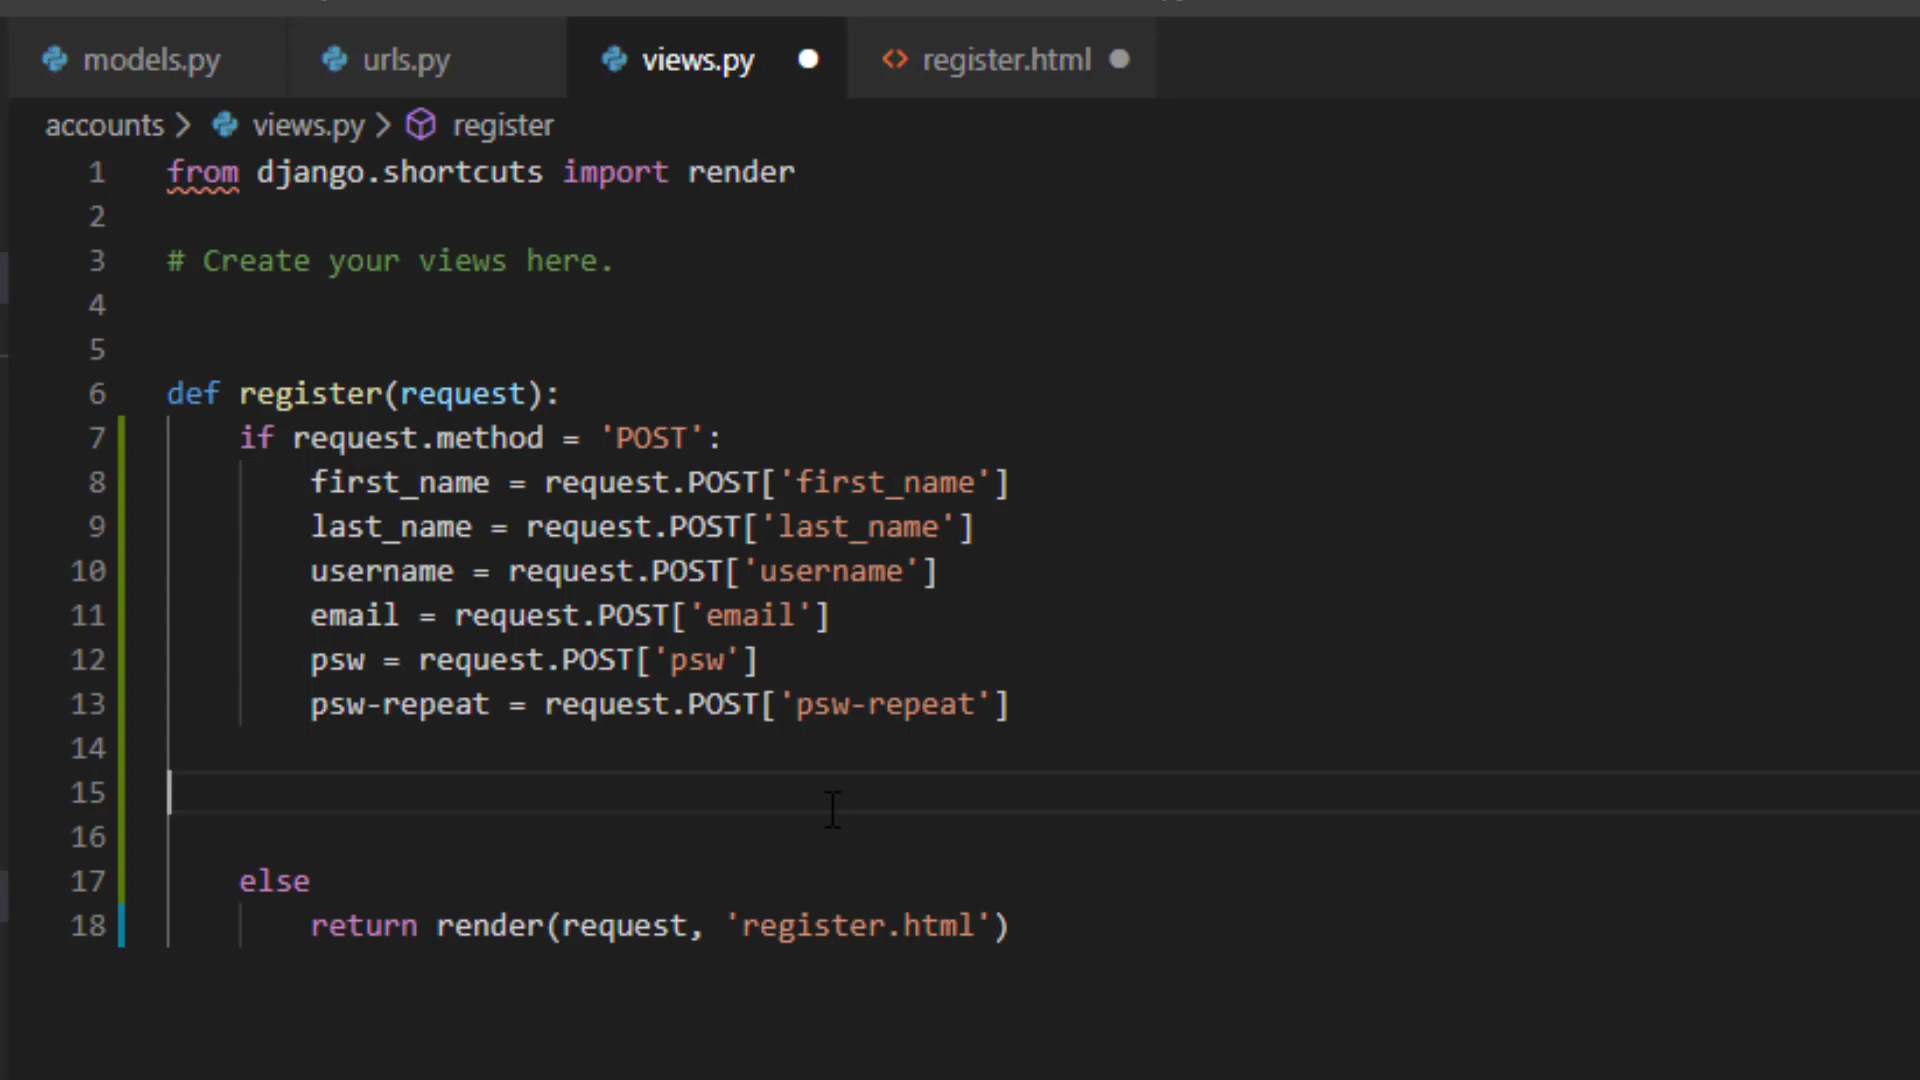 models.py urls.py views.py register.html
accounts > views.py > register
1 from django.shortcuts import render
2
3 # Create your views here.
4
5
6 def register(request):
7 if request.method = 'POST':
8 first_name = request.POST['first_name']
9 last_name = request.POST['last_name']
10 username = request.POST['username']
11 email = request.POST['email']
12 psw = request.POST['psw']
13 psw-repeat = request.POST['psw-repeat']
14
15
16
17 else
18 return render(request, 'register.html')